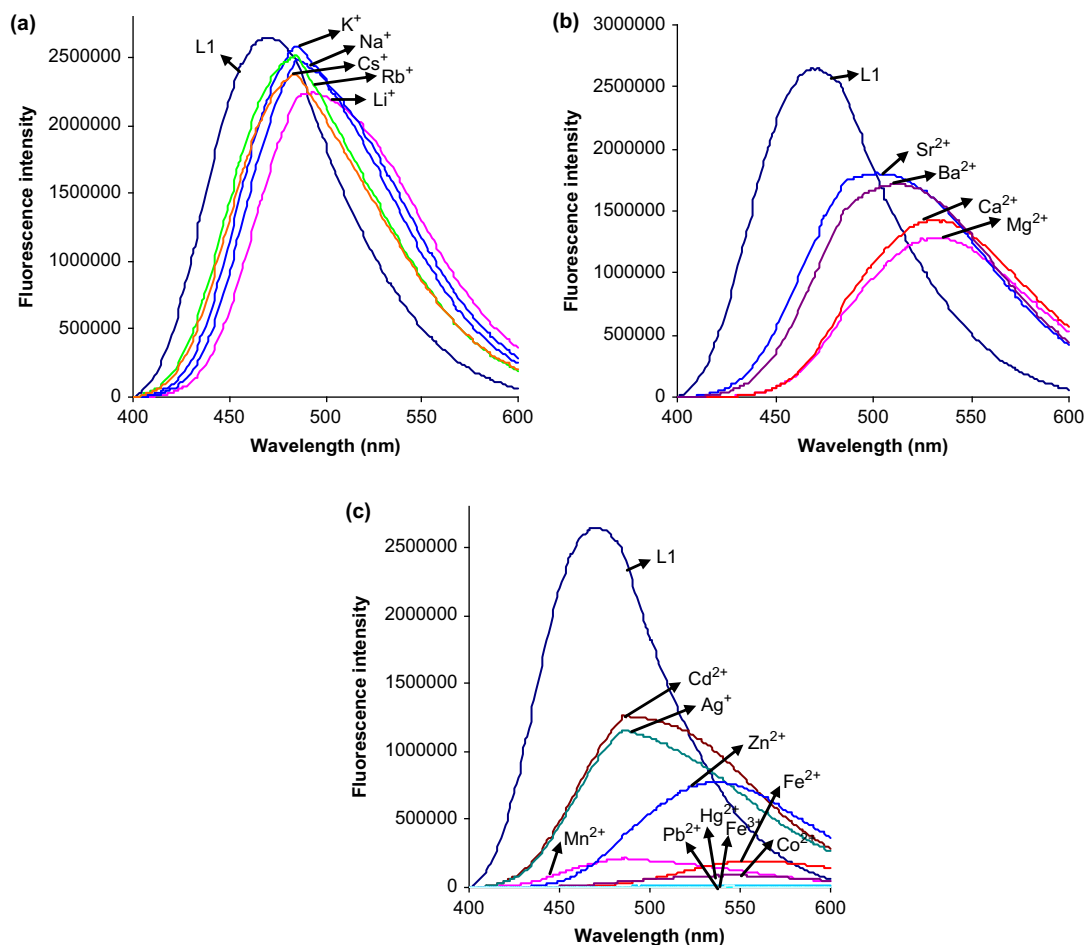 (a)
Fluorescence intensity
2500000
2000000
1500000
1000000
500000
0
L1
K⁺
Na⁺
Cs⁺
Rb⁺
Li⁺
400 450 500 550 600
Wavelength (nm)
(b)
Fluorescence intensity
3000000
2500000
2000000
1500000
1000000
500000
0
L1
Sr²⁺
Ba²⁺
Ca²⁺
Mg²⁺
400 450 500 550 600
Wavelength (nm)
(c)
Fluorescence intensity
2500000
2000000
1500000
1000000
500000
0
L1
Cd²⁺
Ag⁺
Zn²⁺
Fe²⁺
Hg²⁺
Fe³⁺
Pb²⁺
Mn²⁺
Co²⁺
400 450 500 550 600
Wavelength (nm)